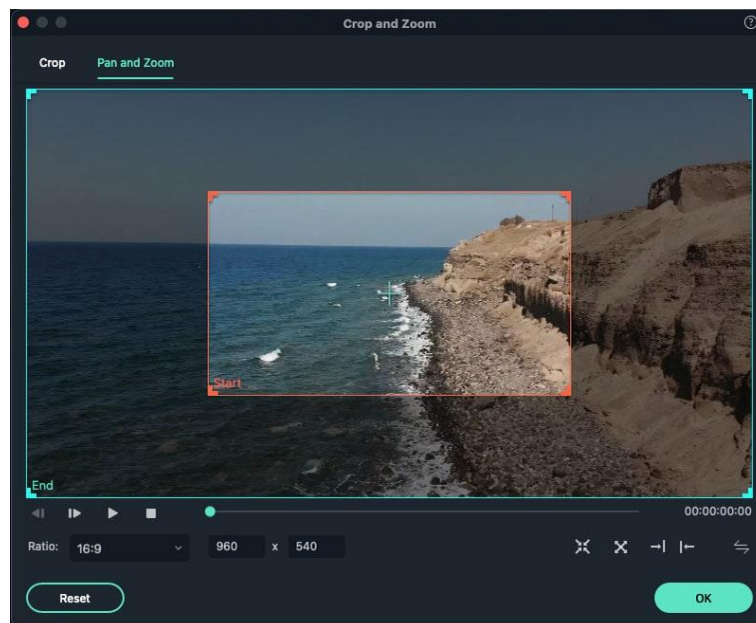 Crop and Zoom
Crop Pan and Zoom
Start
End
00:00:00:00
Ratio: 16:9 960 x 540
Reset OK